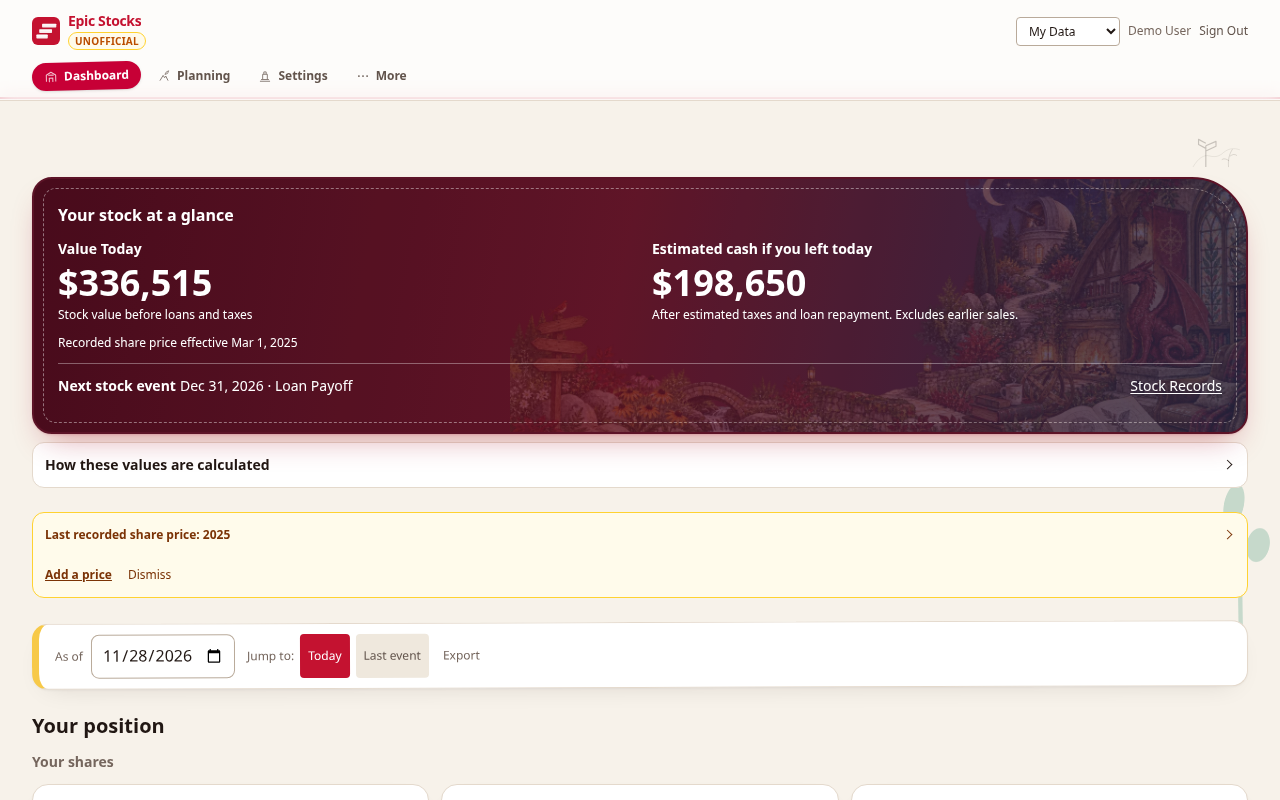 Epic Stocks
UNOFFICIAL
My Data
Demo User
Sign Out
Dashboard
Planning
Settings
More
Your stock at a glance
Value Today
$336,515
Stock value before loans and taxes
Recorded share price effective Mar 1, 2025
Estimated cash if you left today
$198,650
After estimated taxes and loan repayment. Excludes earlier sales.
Next stock event Dec 31, 2026 · Loan Payoff
Stock Records
How these values are calculated
Last recorded share price: 2025
Add a price
Dismiss
As of
11/28/2026
Jump to:
Today
Last event
Export
Your position
Your shares